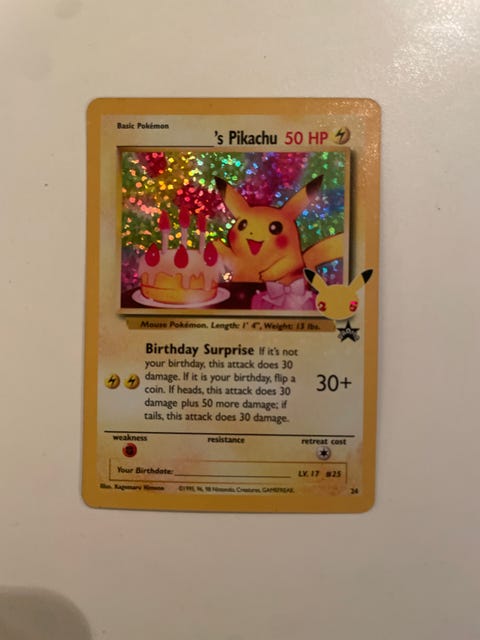 Basic Pokémon
's Pikachu 50 HP
Mouse Pokémon. Length: 1' 4", Weight: 13 lbs.
Birthday Surprise If it's not
your birthday, this attack does 30
damage. If it is your birthday, flip a
coin. If heads, this attack does 30
damage plus 50 more damage; if
tails, this attack does 30 damage.
30+
weakness resistance retreat cost
Your Birthdate:
LV. 17 #25
Illus. Kagemaru Himeno ©1995, 96, 98 Nintendo, Creatures, GAMEFREAK.
24